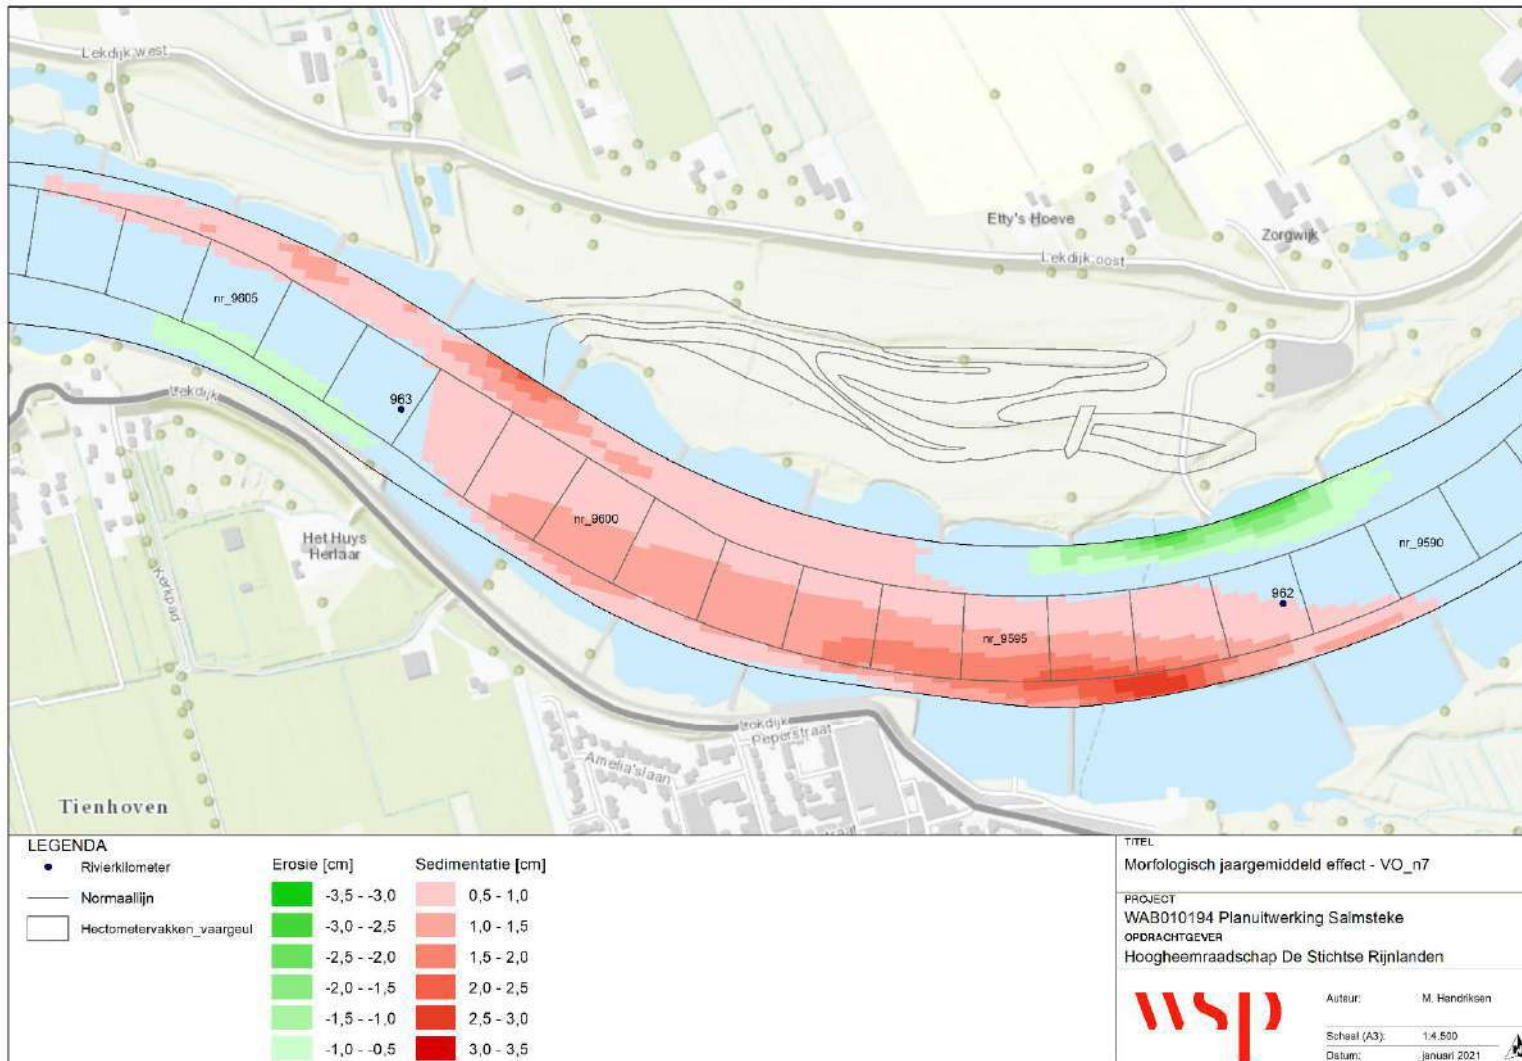 Lekdijk west
Etty's Hoeve
Zorgwijk
Lekdijk oost
nr_9605
963
Lekdijk
nr_9600
nr_9590
962
nr_9595
Het Huys
Herlaar
Kerkpad
Lekdijk
Peperstraat
Amelia'slaan
Tienhoven
LEGENDA
Rivierkilometer
Normaallijn
Hectometervakken_vaargeul
Erosie [cm]
-3,5 - -3,0
-3,0 - -2,5
-2,5 - -2,0
-2,0 - -1,5
-1,5 - -1,0
-1,0 - -0,5
Sedimentatie [cm]
0,5 - 1,0
1,0 - 1,5
1,5 - 2,0
2,0 - 2,5
2,5 - 3,0
3,0 - 3,5
TITEL
Morfologisch jaargemiddeld effect - VO_n7
PROJECT
WAB010194 Planuitwerking Salmsteke
OPDRACHTGEVER
Hoogheemraadschap De Stichtse Rijnlanden
wsp
Auteur: M. Hendriksen
Schaal (A3): 1:4.500
Datum: januari 2021